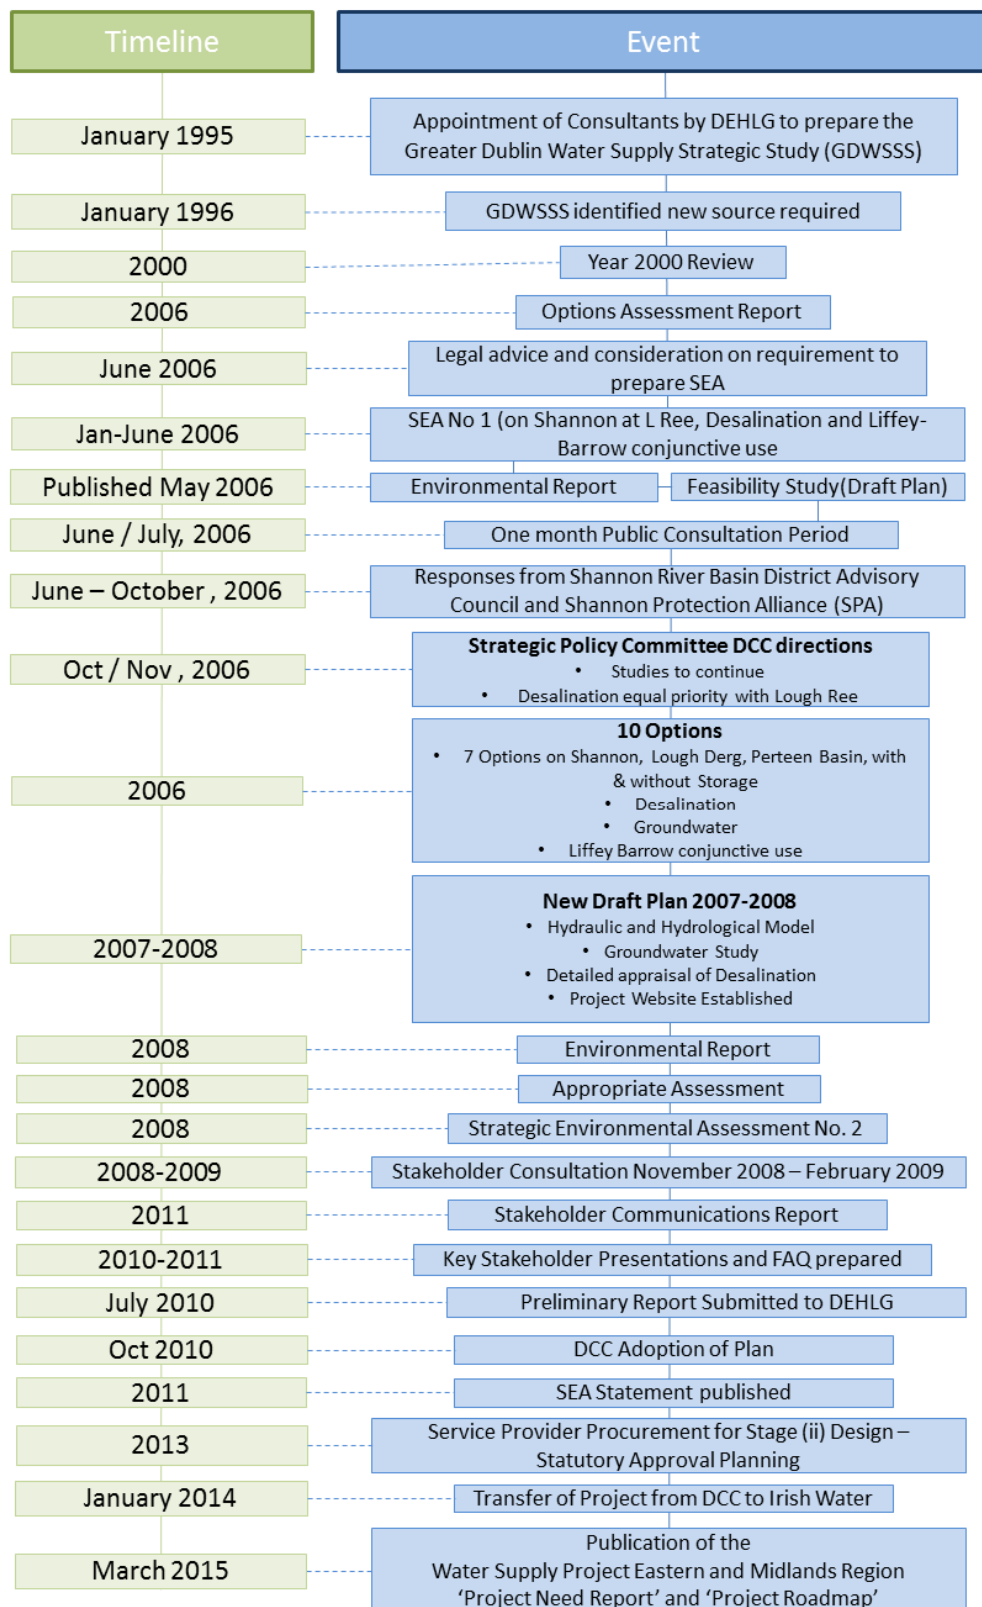 Timeline
Event
January 1995
Appointment of Consultants by DEHLG to prepare the
Greater Dublin Water Supply Strategic Study (GDWSSS)
January 1996
GDWSSS identified new source required
2000
Year 2000 Review
2006
Options Assessment Report
June 2006
Legal advice and consideration on requirement to
prepare SEA
Jan-June 2006
SEA No 1 (on Shannon at L Ree, Desalination and Liffey-
Barrow conjunctive use
Published May 2006
Environmental Report
Feasibility Study(Draft Plan)
June / July, 2006
One month Public Consultation Period
June – October , 2006
Responses from Shannon River Basin District Advisory
Council and Shannon Protection Alliance (SPA)
Oct / Nov , 2006
Strategic Policy Committee DCC directions
• Studies to continue
• Desalination equal priority with Lough Ree
2006
10 Options
• 7 Options on Shannon, Lough Derg, Perteen Basin, with
& without Storage
• Desalination
• Groundwater
• Liffey Barrow conjunctive use
2007-2008
New Draft Plan 2007-2008
• Hydraulic and Hydrological Model
• Groundwater Study
• Detailed appraisal of Desalination
• Project Website Established
2008
Environmental Report
2008
Appropriate Assessment
2008
Strategic Environmental Assessment No. 2
2008-2009
Stakeholder Consultation November 2008 – February 2009
2011
Stakeholder Communications Report
2010-2011
Key Stakeholder Presentations and FAQ prepared
July 2010
Preliminary Report Submitted to DEHLG
Oct 2010
DCC Adoption of Plan
2011
SEA Statement published
2013
Service Provider Procurement for Stage (ii) Design –
Statutory Approval Planning
January 2014
Transfer of Project from DCC to Irish Water
March 2015
Publication of the
Water Supply Project Eastern and Midlands Region
‘Project Need Report’ and ‘Project Roadmap’